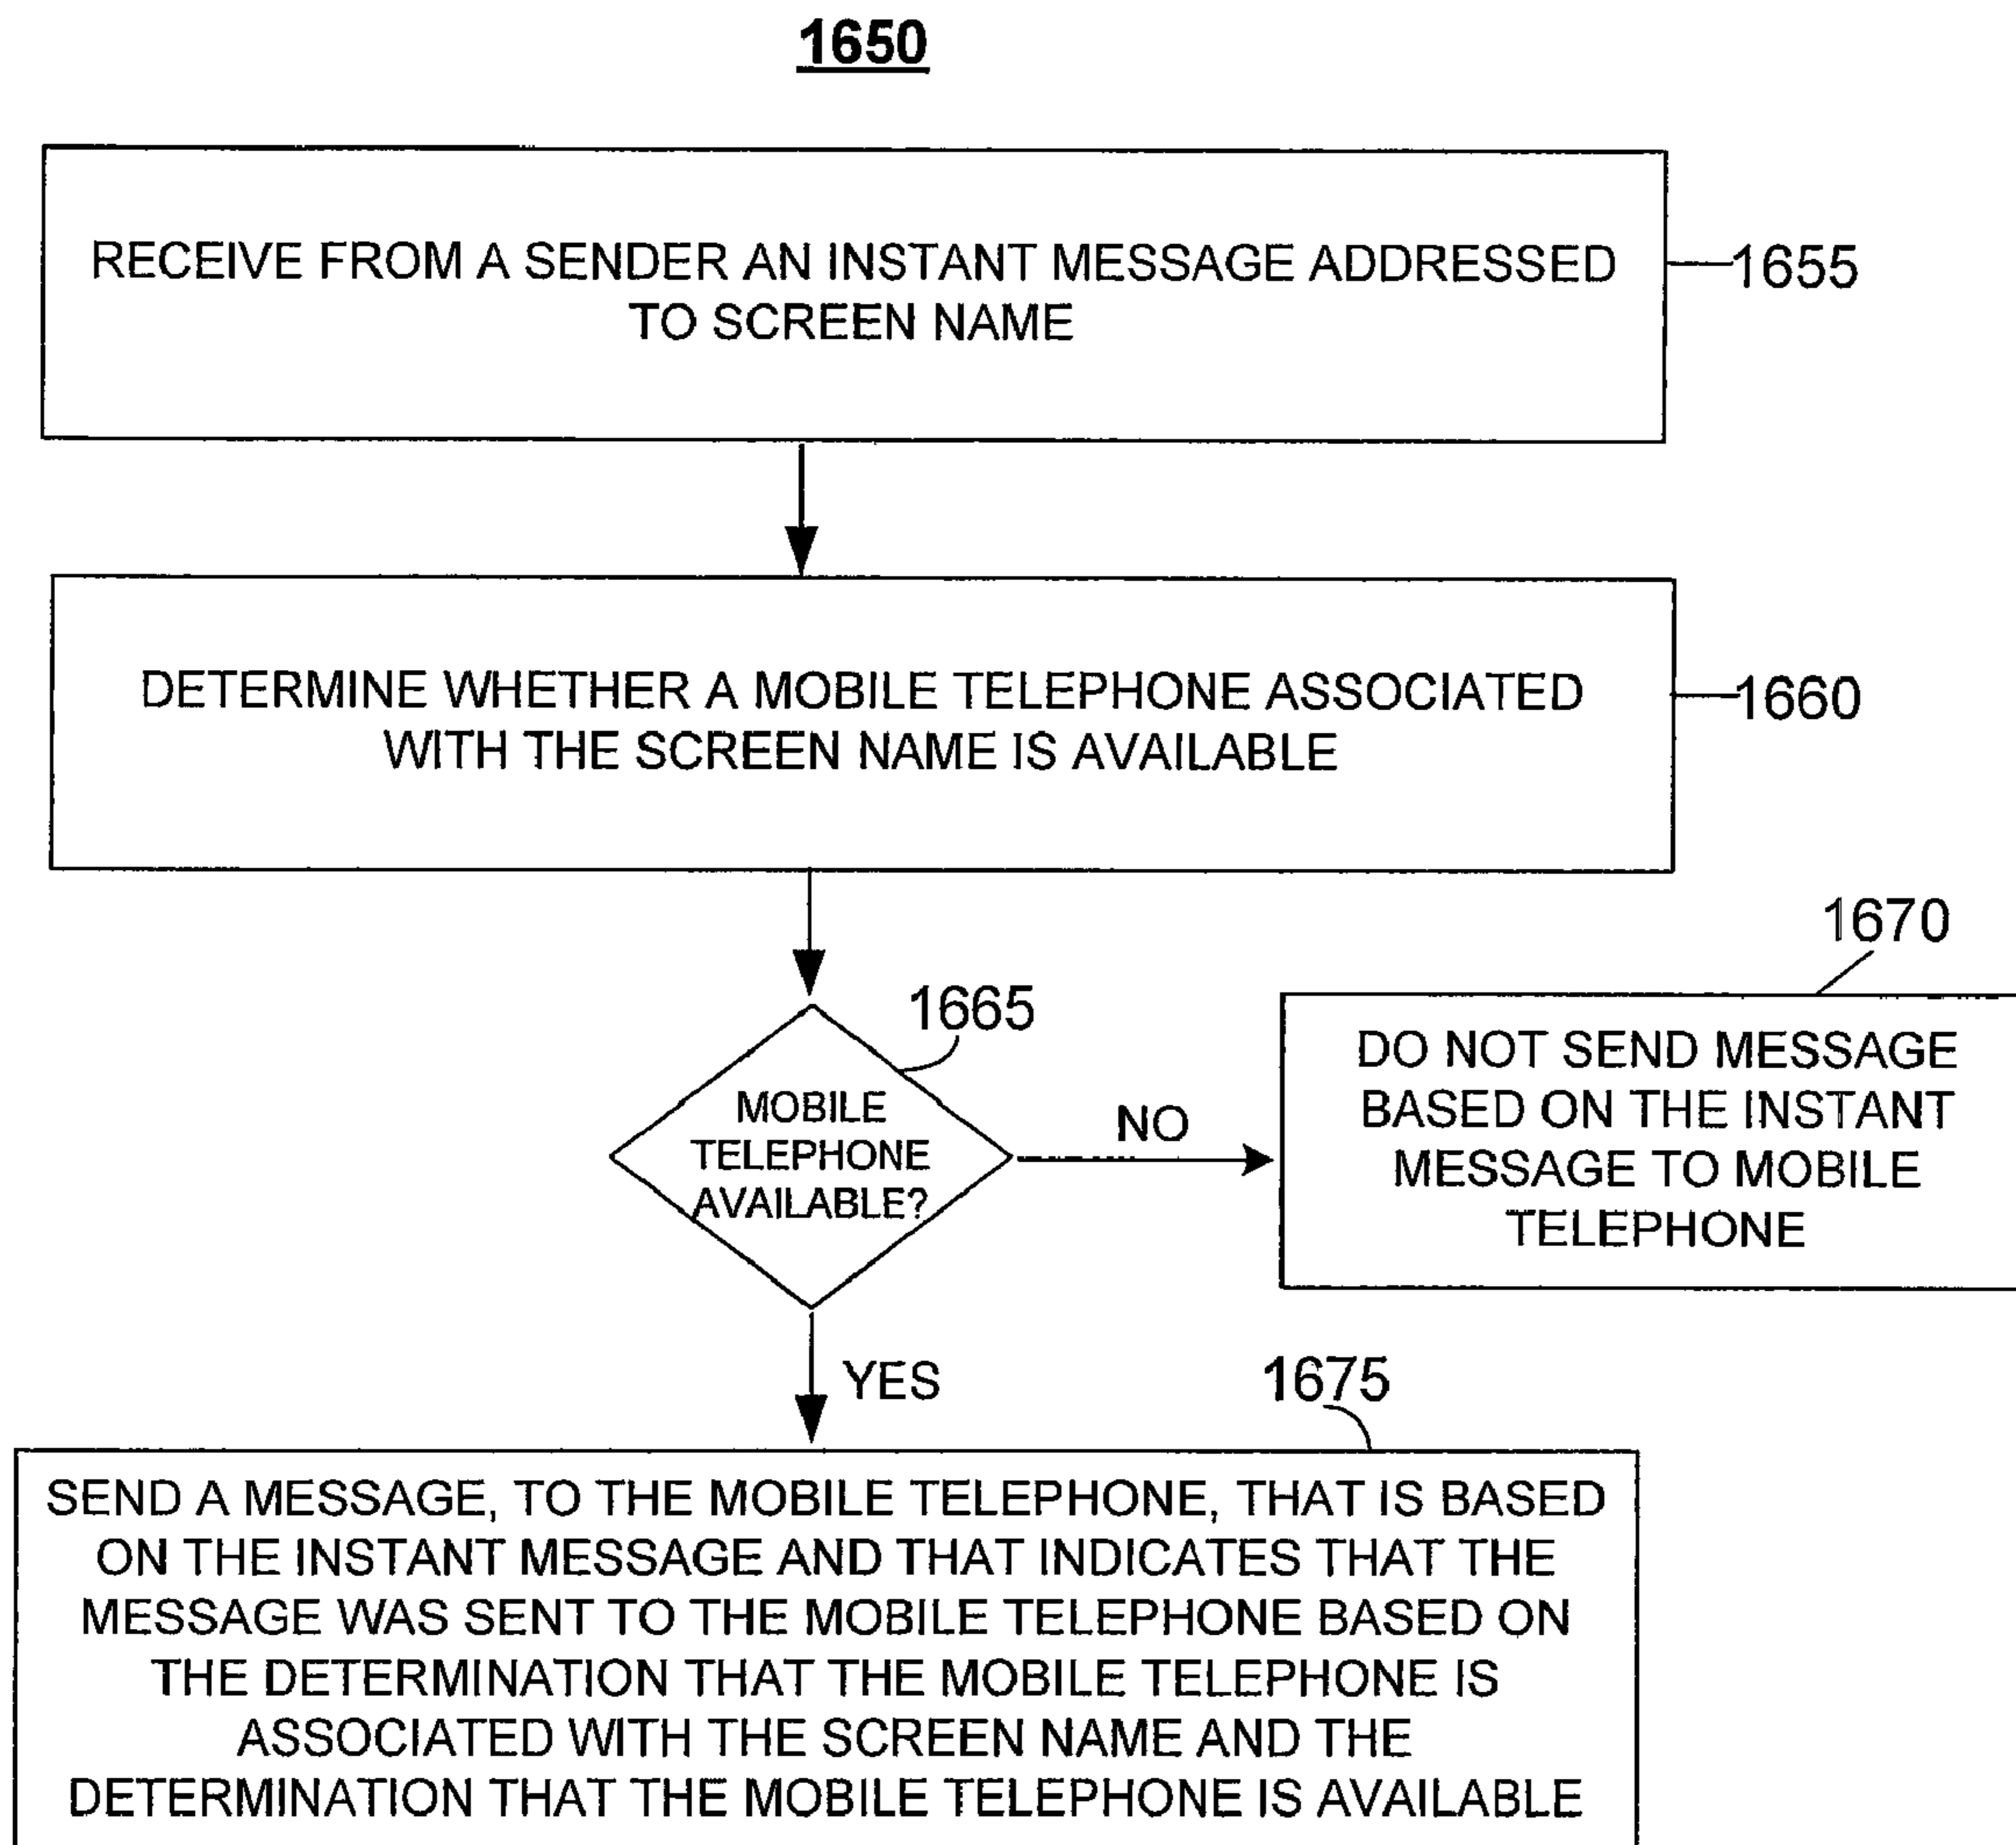 1650
RECEIVE FROM A SENDER AN INSTANT MESSAGE ADDRESSED
TO SCREEN NAME
1655
DETERMINE WHETHER A MOBILE TELEPHONE ASSOCIATED
WITH THE SCREEN NAME IS AVAILABLE
1660
1665
MOBILE
TELEPHONE
AVAILABLE?
NO
1670
DO NOT SEND MESSAGE
BASED ON THE INSTANT
MESSAGE TO MOBILE
TELEPHONE
YES
1675
SEND A MESSAGE, TO THE MOBILE TELEPHONE, THAT IS BASED
ON THE INSTANT MESSAGE AND THAT INDICATES THAT THE
MESSAGE WAS SENT TO THE MOBILE TELEPHONE BASED ON
THE DETERMINATION THAT THE MOBILE TELEPHONE IS
ASSOCIATED WITH THE SCREEN NAME AND THE
DETERMINATION THAT THE MOBILE TELEPHONE IS AVAILABLE